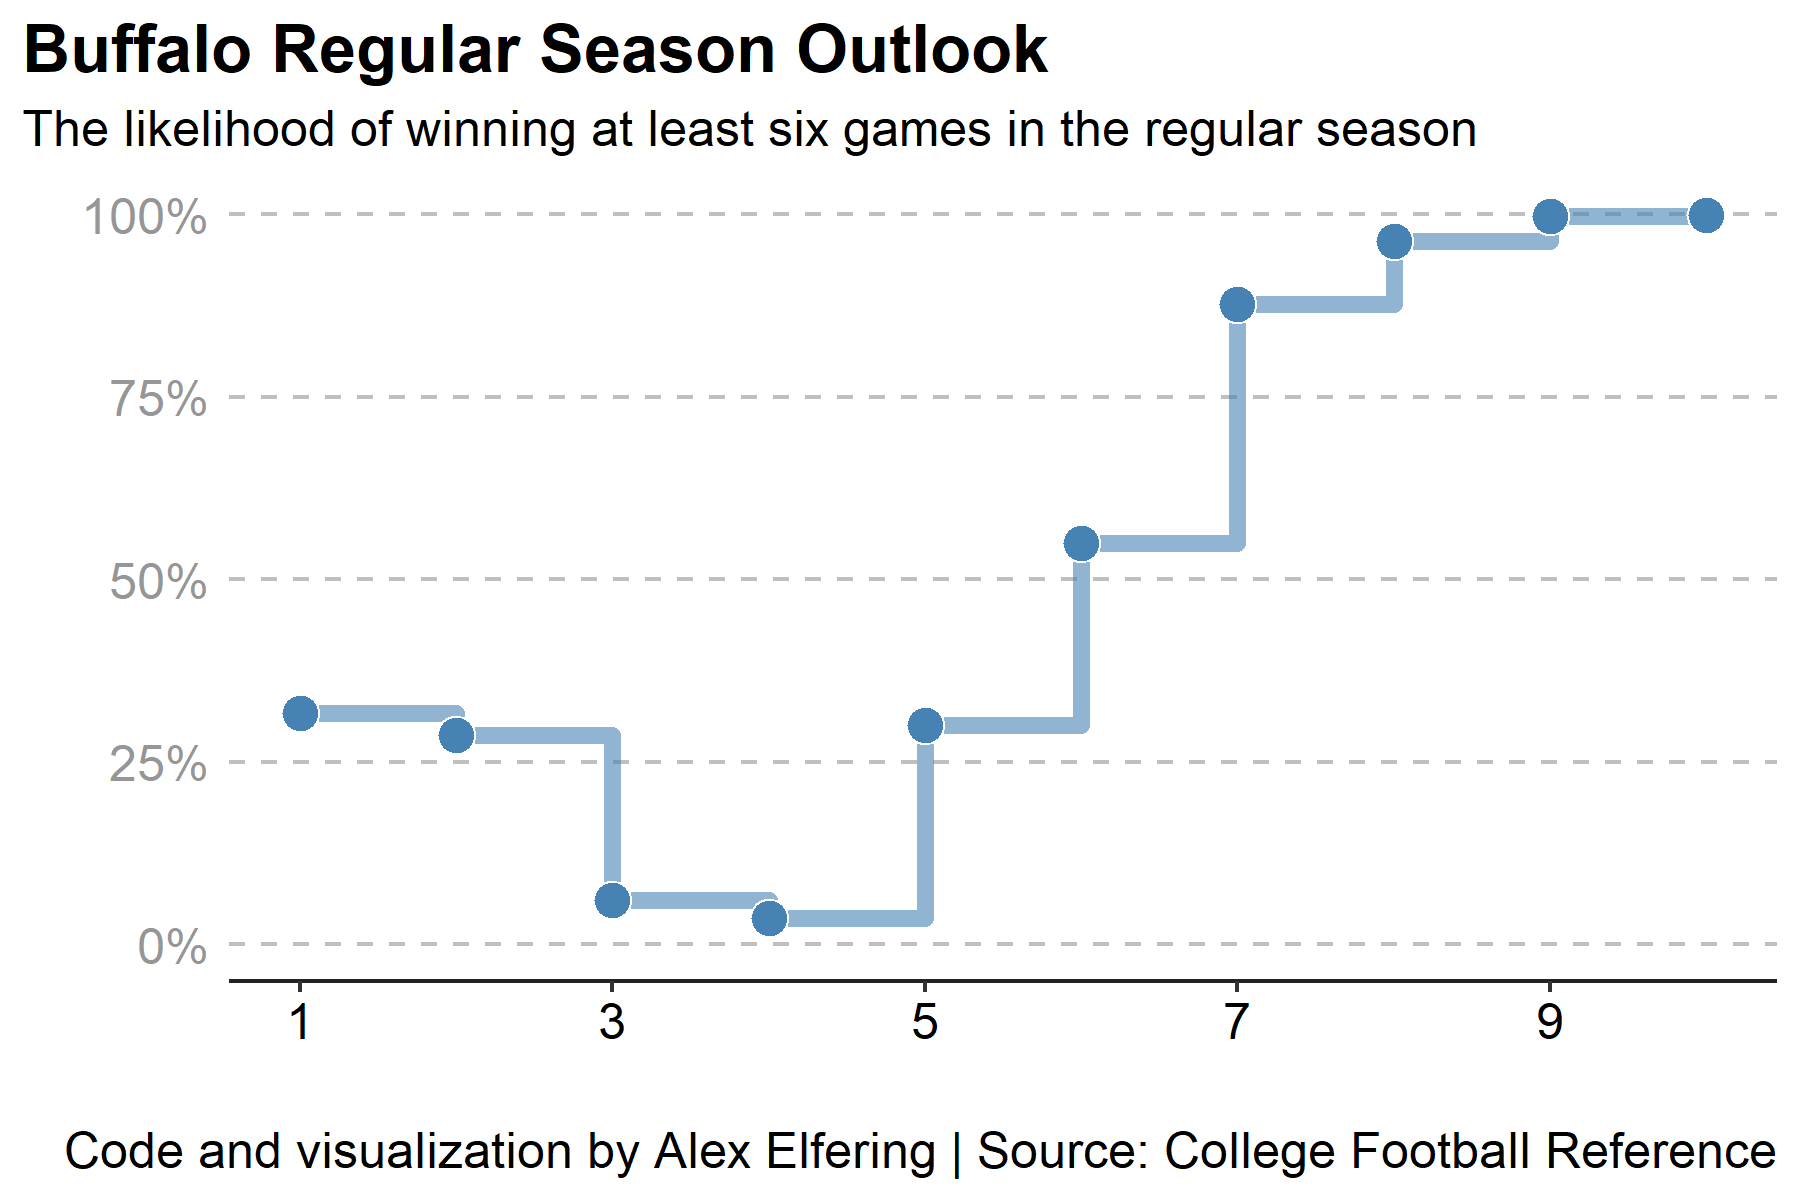 Buffalo Regular Season Outlook
The likelihood of winning at least six games in the regular season
100%
75%
50%
25%
0%
1 3 5 7 9
Code and visualization by Alex Elfering | Source: College Football Reference